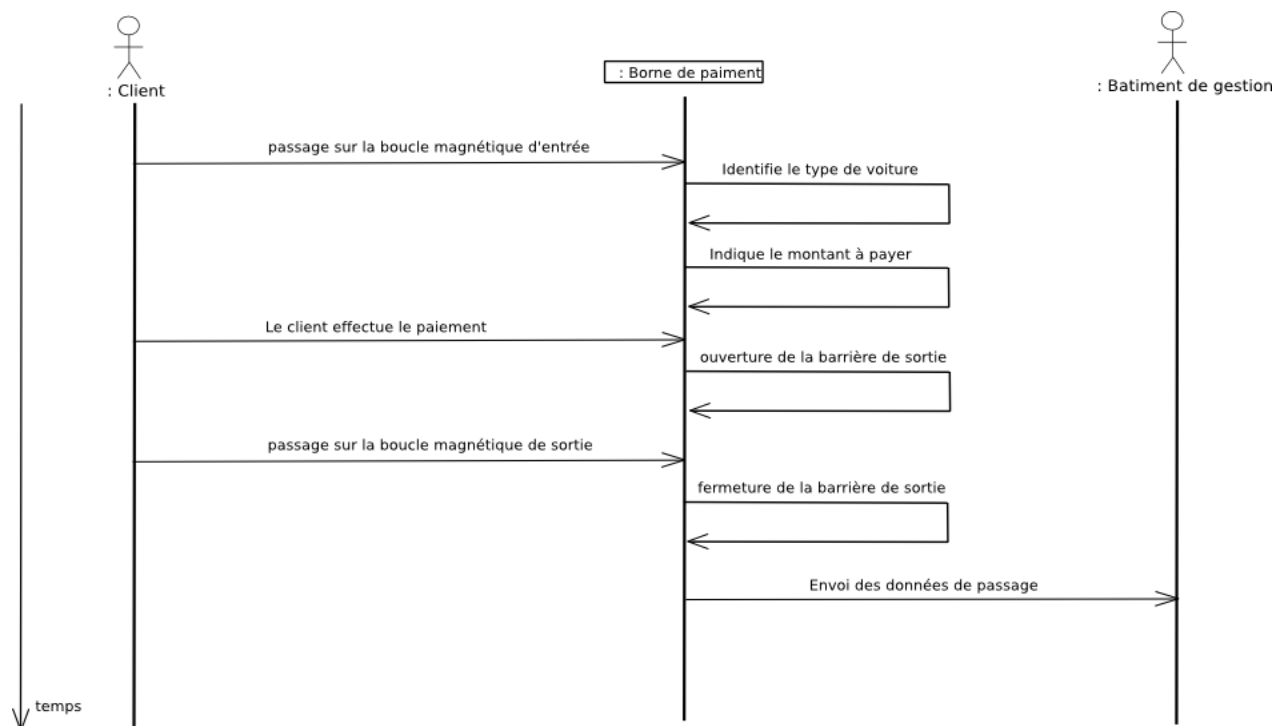 : Client
: Borne de paiment
: Batiment de gestion
passage sur la boucle magnétique d'entrée
Identifie le type de voiture
Indique le montant à payer
Le client effectue le paiement
ouverture de la barrière de sortie
passage sur la boucle magnétique de sortie
fermeture de la barrière de sortie
Envoi des données de passage
temps